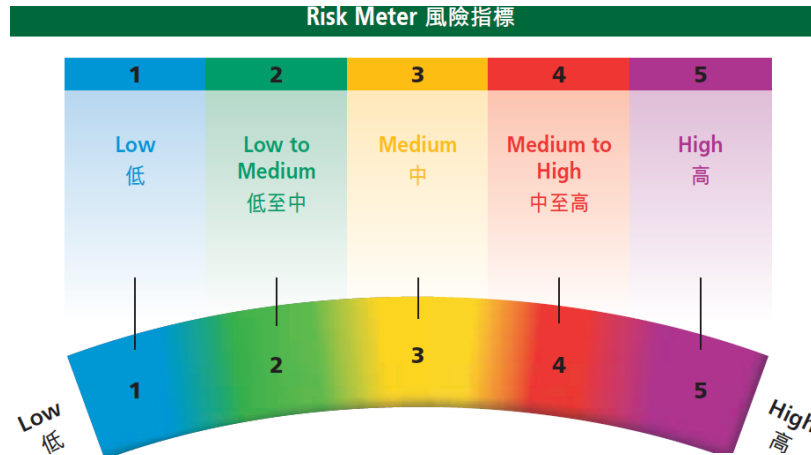 Risk Meter 風險指標
1 2 3 4 5
Low
低
Low to
Medium
低至中
Medium
中
Medium to
High
中至高
High
高
1 2 3 4 5
Low
低
High
高